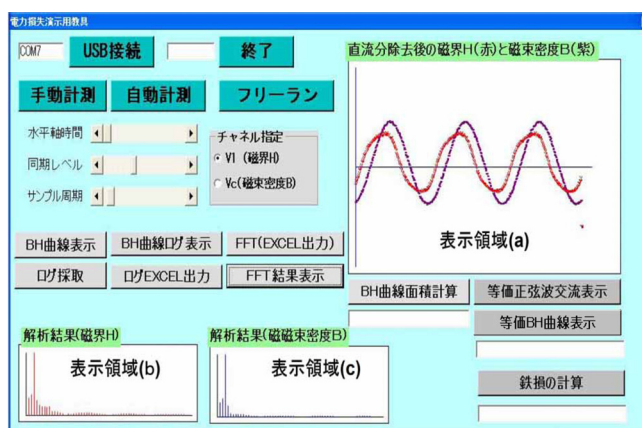 電力損失演示用教具
COM7 USB接続 終了
手動計測 自動計測 フリーラン
水平軸時間
同期レベル
サンプル周期
チャネル指定
V1 (磁界H)
Vc(磁束密度B)
BH曲線表示 BH曲線ログ表示 FFT(EXCEL出力)
ログ採取 ログEXCEL出力 FFT結果表示
解析結果(磁界H)
表示領域(b)
解析結果(磁磁束密度B)
表示領域(c)
直流分除去後の磁界H(赤)と磁束密度B(紫)
表示領域(a)
BH曲線面積計算 等価正弦波交流表示
等価BH曲線表示
鉄損の計算